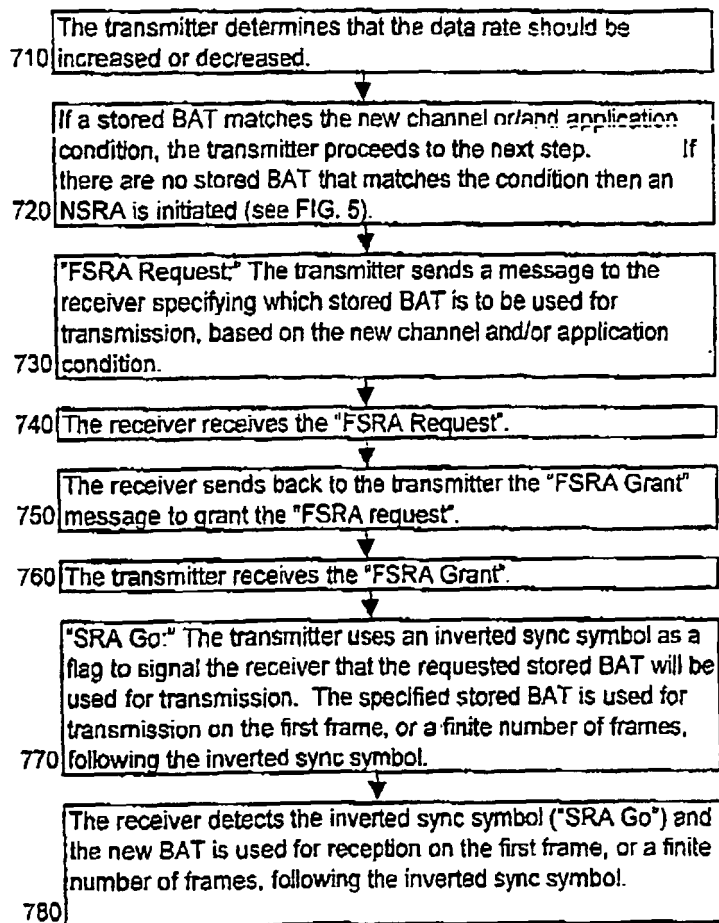 The transmitter determines that the data rate should be
710 increased or decreased.
If a stored BAT matches the new channel or/and application
condition, the transmitter proceeds to the next step. If
there are no stored BAT that matches the condition then an
720 NSRA is initiated (see FIG. 5).
"FSRA Request:" The transmitter sends a message to the
receiver specifying which stored BAT is to be used for
transmission, based on the new channel and/or application
730 condition.
740 The receiver receives the "FSRA Request".
The receiver sends back to the transmitter the "FSRA Grant"
750 message to grant the "FSRA request".
760 The transmitter receives the "FSRA Grant".
"SRA Go:" The transmitter uses an inverted sync symbol as a
flag to signal the receiver that the requested stored BAT will be
used for transmission. The specified stored BAT is used for
transmission on the first frame, or a finite number of frames,
770 following the inverted sync symbol.
The receiver detects the inverted sync symbol ("SRA Go") and
the new BAT is used for reception on the first frame, or a finite
number of frames, following the inverted sync symbol.
780